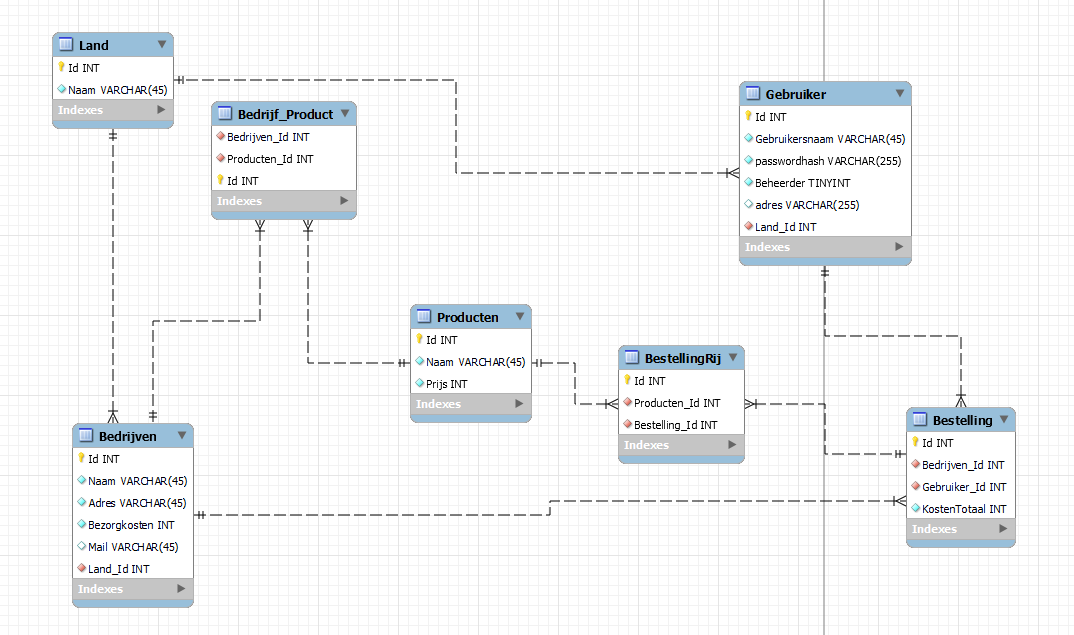 Land
Id INT
Naam VARCHAR(45)
Indexes
Bedrijf_Product
Bedrijven_Id INT
Producten_Id INT
Id INT
Indexes
Gebruiker
Id INT
Gebruikersnaam VARCHAR(45)
passwordhash VARCHAR(255)
Beheerder TINYINT
adres VARCHAR(255)
Land_Id INT
Indexes
Producten
Id INT
Naam VARCHAR(45)
Prijs INT
Indexes
BestellingRij
Id INT
Producten_Id INT
Bestelling_Id INT
Indexes
Bestelling
Id INT
Bedrijven_Id INT
Gebruiker_Id INT
KostenTotaal INT
Indexes
Bedrijven
Id INT
Naam VARCHAR(45)
Adres VARCHAR(45)
Bezorgkosten INT
Mail VARCHAR(45)
Land_Id INT
Indexes